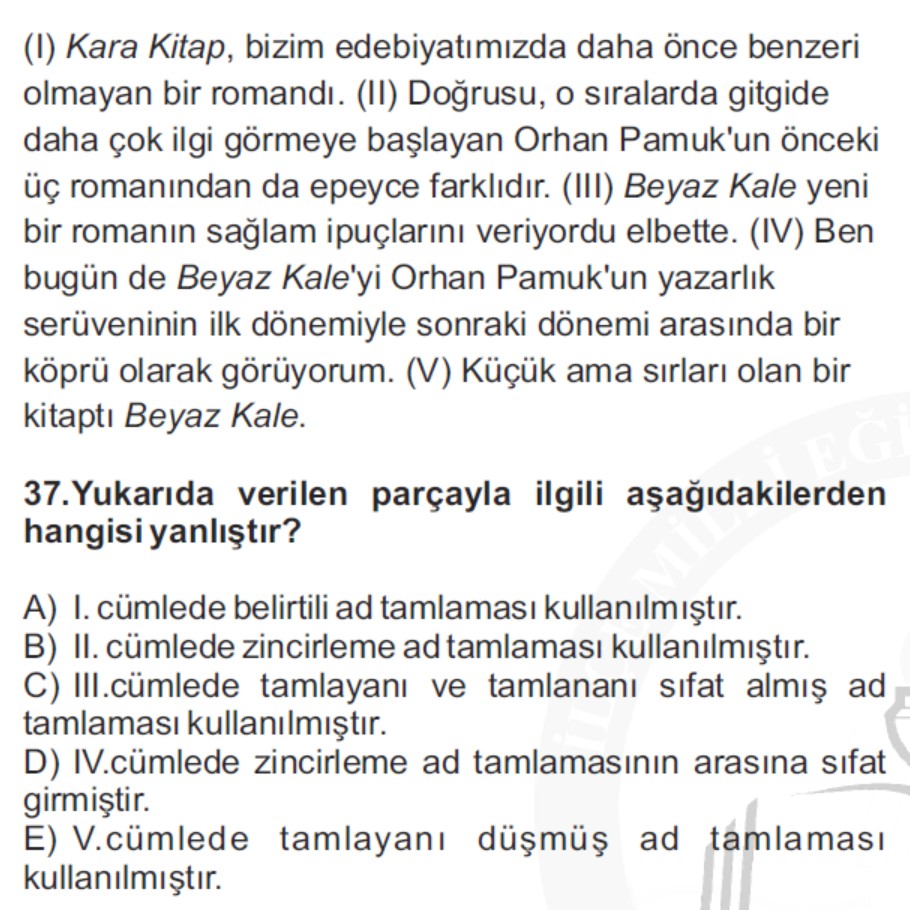 (I) Kara Kitap, bizim edebiyatımızda daha önce benzeri
olmayan bir romandı. (II) Doğrusu, o sıralarda gitgide
daha çok ilgi görmeye başlayan Orhan Pamuk'un önceki
üç romanından da epeyce farklıdır. (III) Beyaz Kale yeni
bir romanın sağlam ipuçlarını veriyordu elbette. (IV) Ben
bugün de Beyaz Kale'yi Orhan Pamuk'un yazarlık
serüveninin ilk dönemiyle sonraki dönemi arasında bir
köprü olarak görüyorum. (V) Küçük ama sırları olan bir
kitaptı Beyaz Kale.
37.Yukarıda verilen parçayla ilgili aşağıdakilerden
hangisi yanlıştır?
A) I. cümlede belirtili ad tamlaması kullanılmıştır.
B) II. cümlede zincirleme ad tamlaması kullanılmıştır.
C) III.cümlede tamlayanı ve tamlananı sıfat almış ad
tamlaması kullanılmıştır.
D) IV.cümlede zincirleme ad tamlamasının arasına sıfat
girmiştir.
E) V.cümlede tamlayanı düşmüş ad tamlaması
kullanılmıştır.